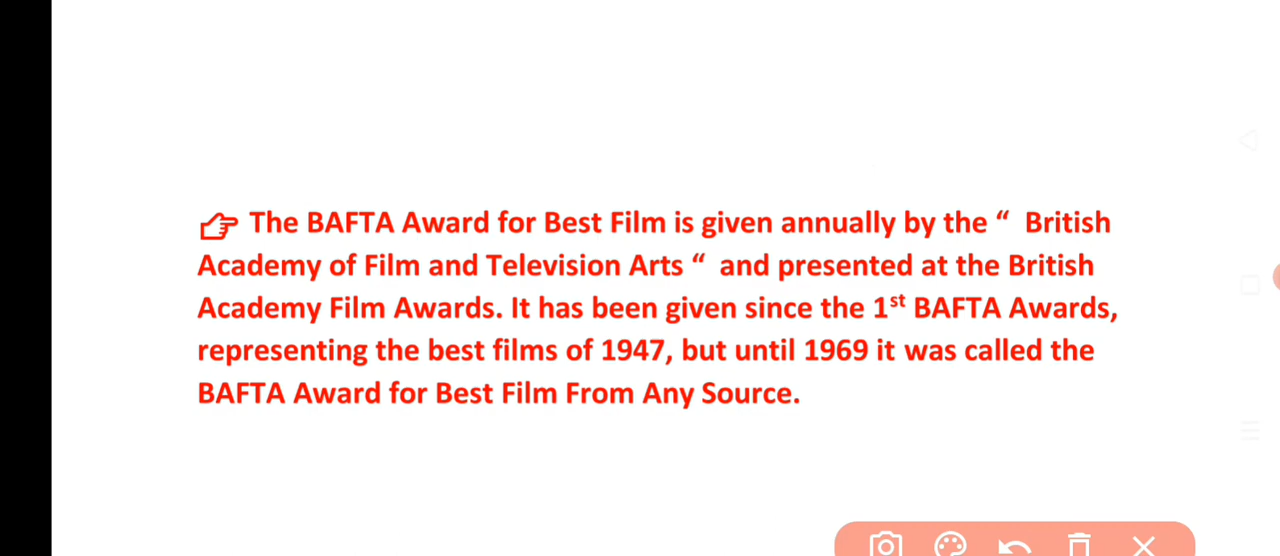 The BAFTA Award for Best Film is given annually by the “ British
Academy of Film and Television Arts “ and presented at the British
Academy Film Awards. It has been given since the 1st BAFTA Awards,
representing the best films of 1947, but until 1969 it was called the
BAFTA Award for Best Film From Any Source.